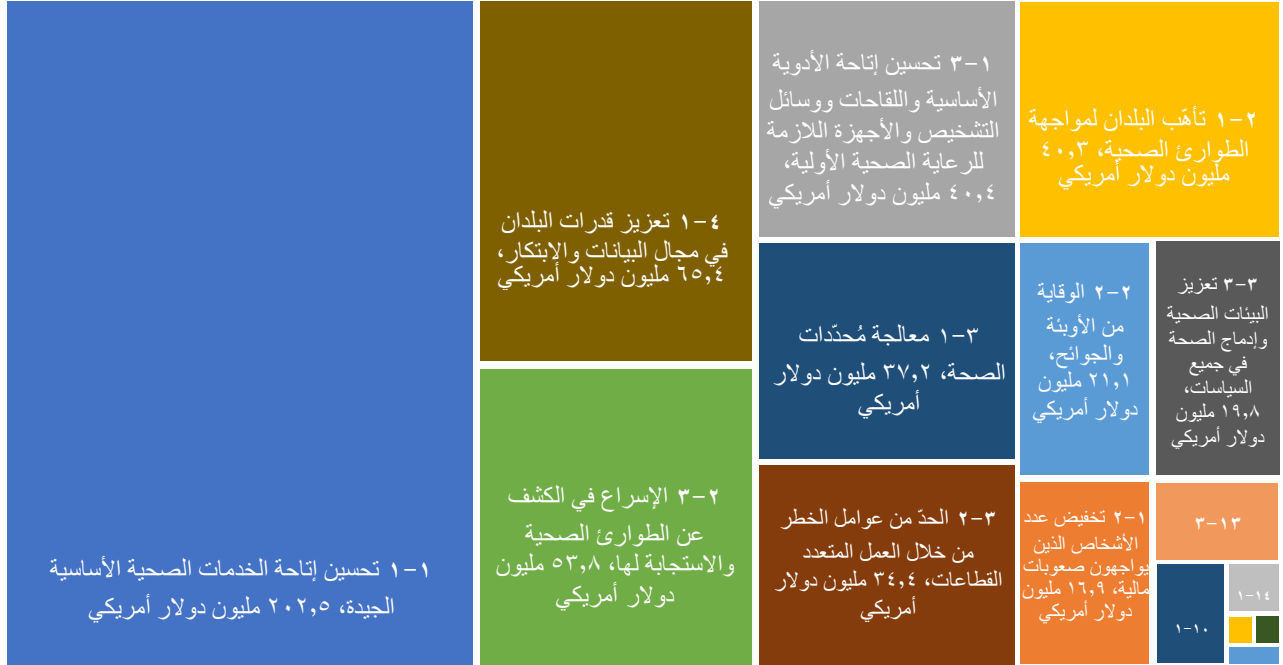 ١-١ تحسين إتاحة الخدمات الصحية الأساسية
الجيدة، ٢٠٢,٥ مليون دولار أمريكي
٤-١ تعزيز قدرات البلدان
في مجال البيانات والابتكار،
٦٥,٤ مليون دولار أمريكي
٢-٣ الإسراع في الكشف
عن الطوارئ الصحية
والاستجابة لها، ٥٣,٨ مليون
دولار أمريكي
١-٣ تحسين إتاحة الأدوية
الأساسية واللقاحات ووسائل
التشخيص والأجهزة اللازمة
للرعاية الصحية الأولية،
٤٠,٤ مليون دولار أمريكي
٣-١ معالجة مُحدّدات
الصحة، ٣٧,٢ مليون دولار
أمريكي
٣-٢ الحدّ من عوامل الخطر
من خلال العمل المتعدد
القطاعات، ٣٤,٤ مليون دولار
أمريكي
٢-١ تأهّب البلدان لمواجهة
الطوارئ الصحية، ٤٠,٣
مليون دولار أمريكي
٢-٢ الوقاية
من الأوبئة
والجوائح،
٢١,١ مليون
دولار أمريكي
٣-٣ تعزيز
البيئات الصحية
وإدماج الصحة
في جميع
السياسات،
١٩,٨ مليون
دولار أمريكي
١-٢ تخفيض عدد
الأشخاص الذين
يواجهون صعوبات
مالية، ١٦,٩ مليون
دولار أمريكي
١٣-٣
١٠-١
١٤-١